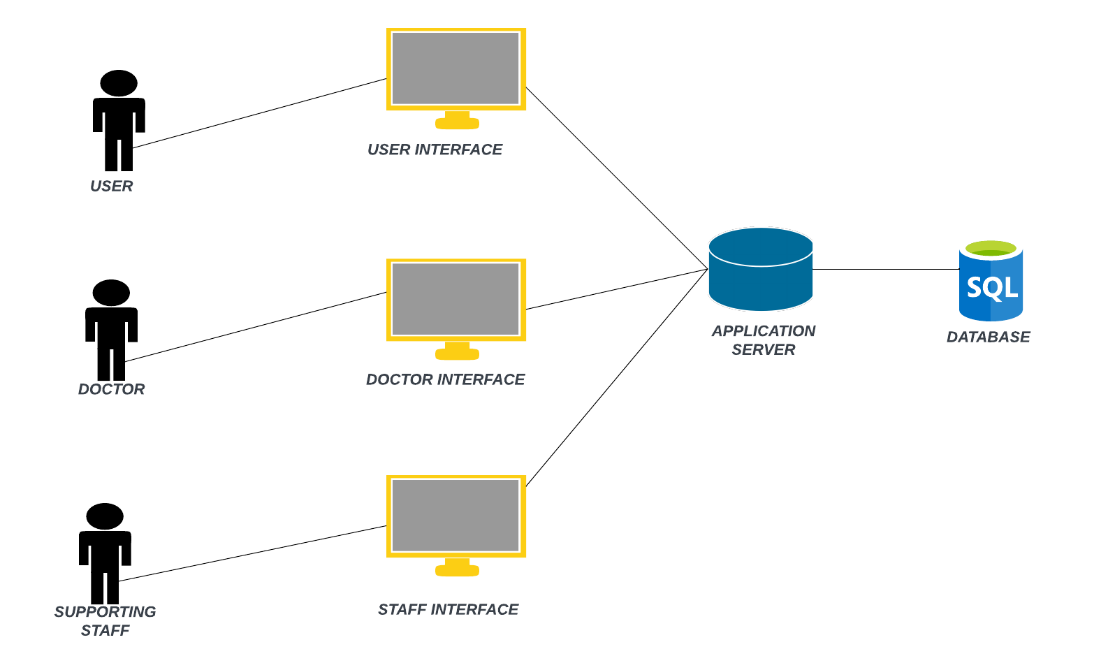 USER
USER INTERFACE
DOCTOR
DOCTOR INTERFACE
SUPPORTING
STAFF
STAFF INTERFACE
APPLICATION
SERVER
SQL
DATABASE